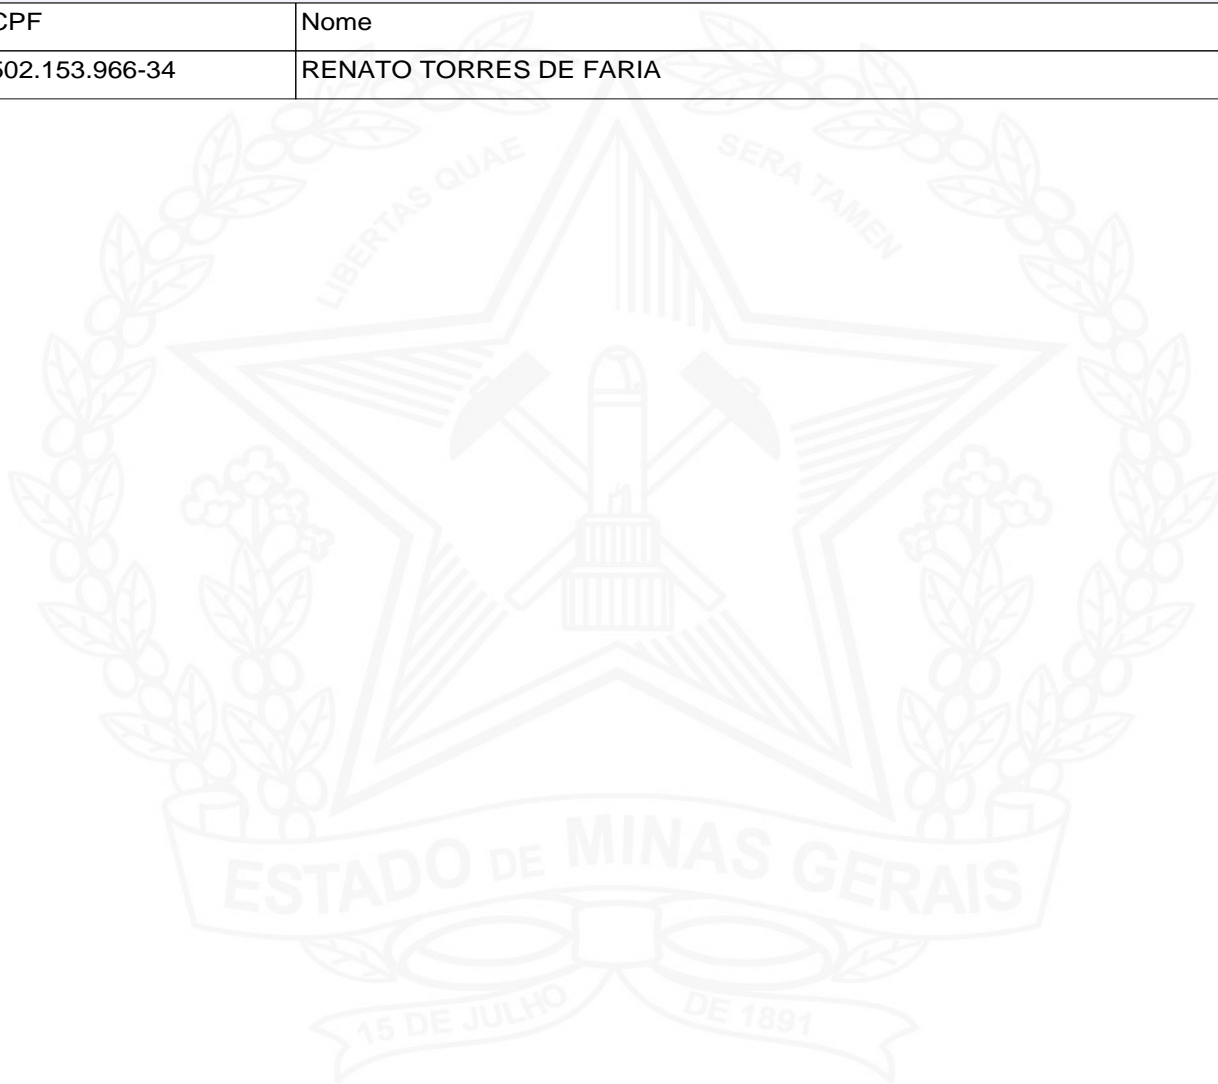 CPF Nome
502.153.966-34 RENATO TORRES DE FARIA
LIBERTAS QUAE SERA TAMEN
ESTADO DE MINAS GERAIS
15 DE JULHO DE 1891